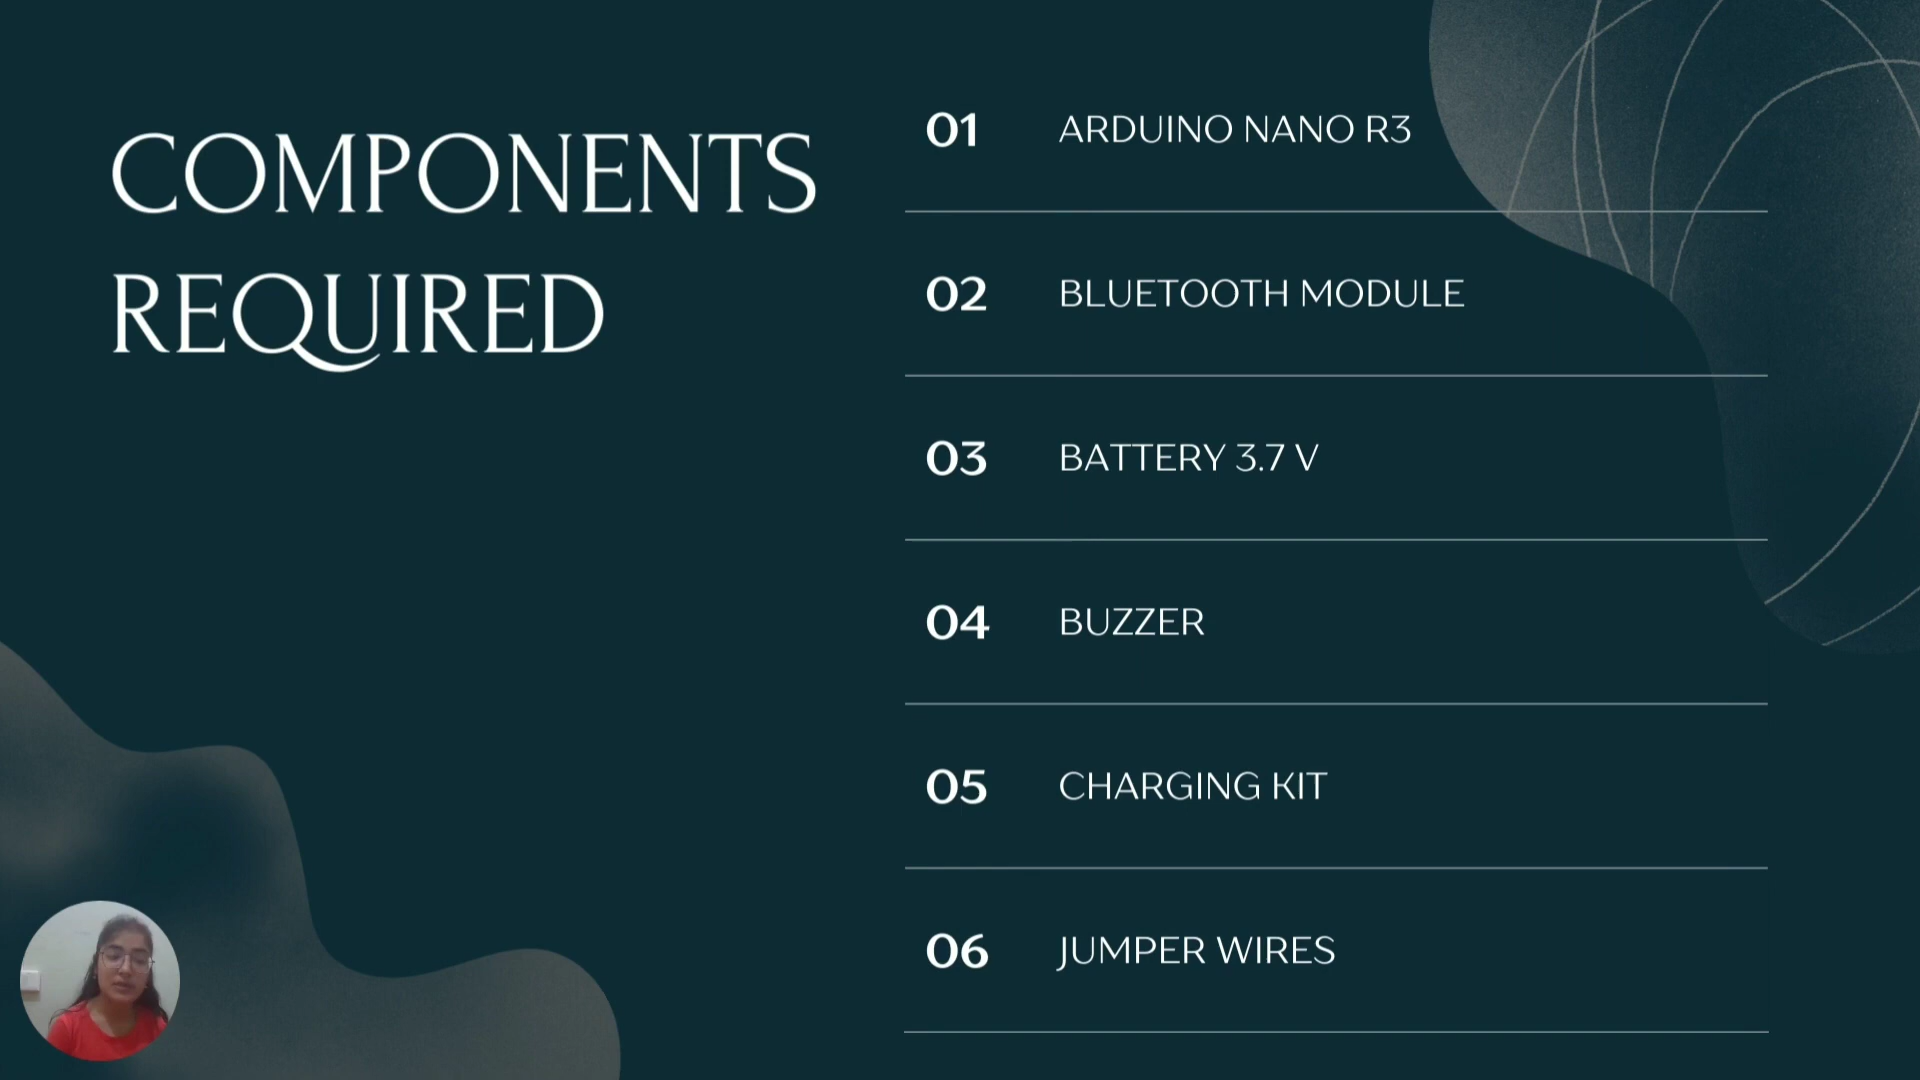 COMPONENTS
REQUIRED
01 ARDUINO NANO R3
02 BLUETOOTH MODULE
03 BATTERY 3.7 V
04 BUZZER
05 CHARGING KIT
06 JUMPER WIRES